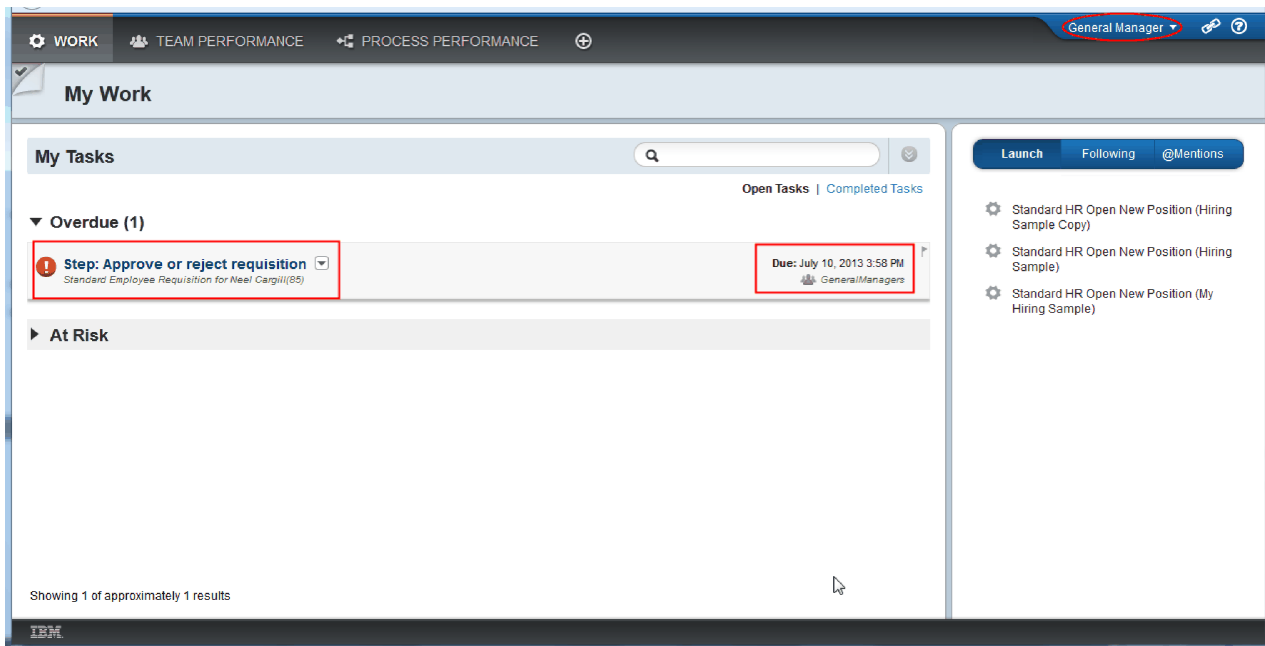 WORK TEAM PERFORMANCE PROCESS PERFORMANCE General Manager
My Work
My Tasks
Open Tasks | Completed Tasks
Overdue (1)
Step: Approve or reject requisition
Standard Employee Requisition for Neel Cargill(85)
Due: July 10, 2013 3:58 PM
GeneralManagers
At Risk
Showing 1 of approximately 1 results
Launch Following @Mentions
Standard HR Open New Position (Hiring
Sample Copy)
Standard HR Open New Position (Hiring
Sample)
Standard HR Open New Position (My
Hiring Sample)
IBM.